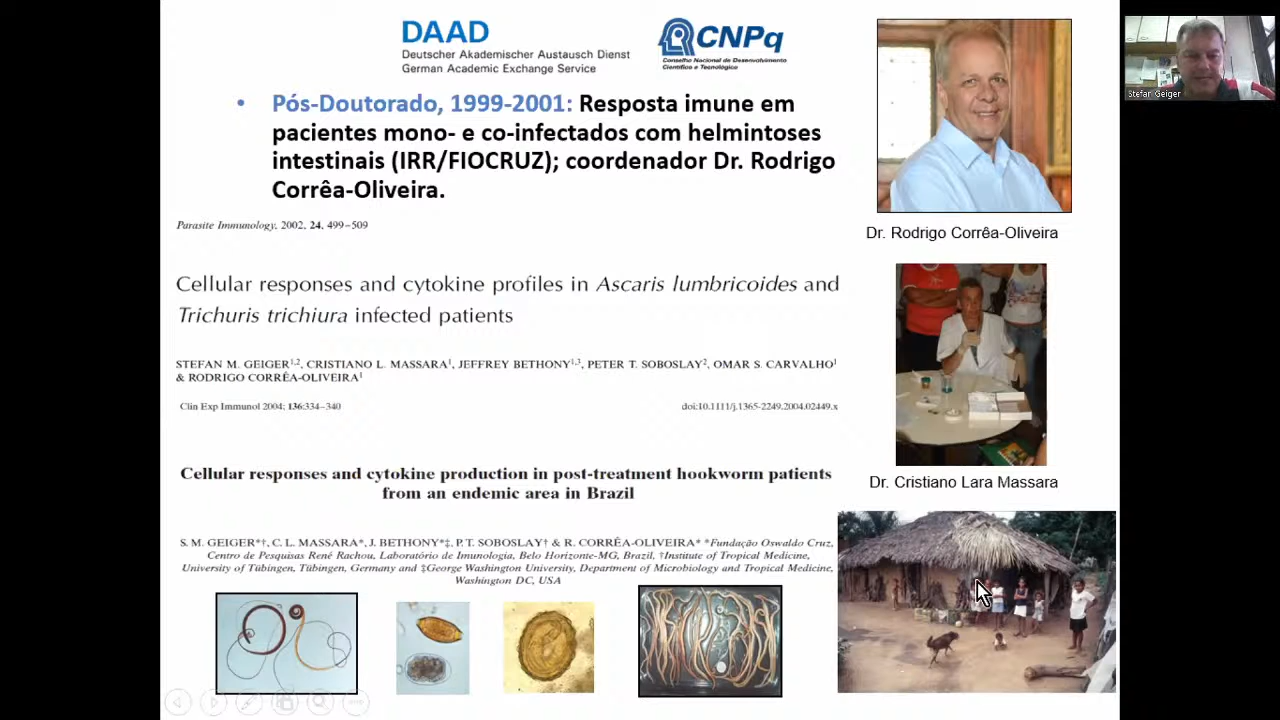 DAAD
Deutscher Akademischer Austausch Dienst
German Academic Exchange Service
CNPq
Conselho Nacional de Desenvolvimento
Científico e Tecnológico
Stefan Geiger
• Pós-Doutorado, 1999-2001: Resposta imune em
pacientes mono- e co-infectados com helmintoses
intestinais (IRR/FIOCRUZ); coordenador Dr. Rodrigo
Corrêa-Oliveira.
Parasite Immunology, 2002, 24, 499–509
Dr. Rodrigo Corrêa-Oliveira
Cellular responses and cytokine profiles in Ascaris lumbricoides and
Trichuris trichiura infected patients
STEFAN M. GEIGER1,2, CRISTIANO L. MASSARA1, JEFFREY BETHONY1,3, PETER T. SOBOSLAY2, OMAR S. CARVALHO1
& RODRIGO CORRÊA-OLIVEIRA1
Clin Exp Immunol 2004; 136:334–340
doi:10.1111/j.1365-2249.2004.02449.x
Cellular responses and cytokine production in post-treatment hookworm patients
from an endemic area in Brazil
Dr. Cristiano Lara Massara
S. M. GEIGER*†, C. L. MASSARA*, J. BETHONY*‡, P. T. SOBOSLAY† & R. CORRÊA-OLIVEIRA* *Fundação Oswaldo Cruz,
Centro de Pesquisas René Rachou, Laboratório de Imunologia, Belo Horizonte-MG, Brazil, †Institute of Tropical Medicine,
University of Tübingen, Tübingen, Germany and ‡George Washington University, Department of Microbiology and Tropical Medicine,
Washington DC, USA